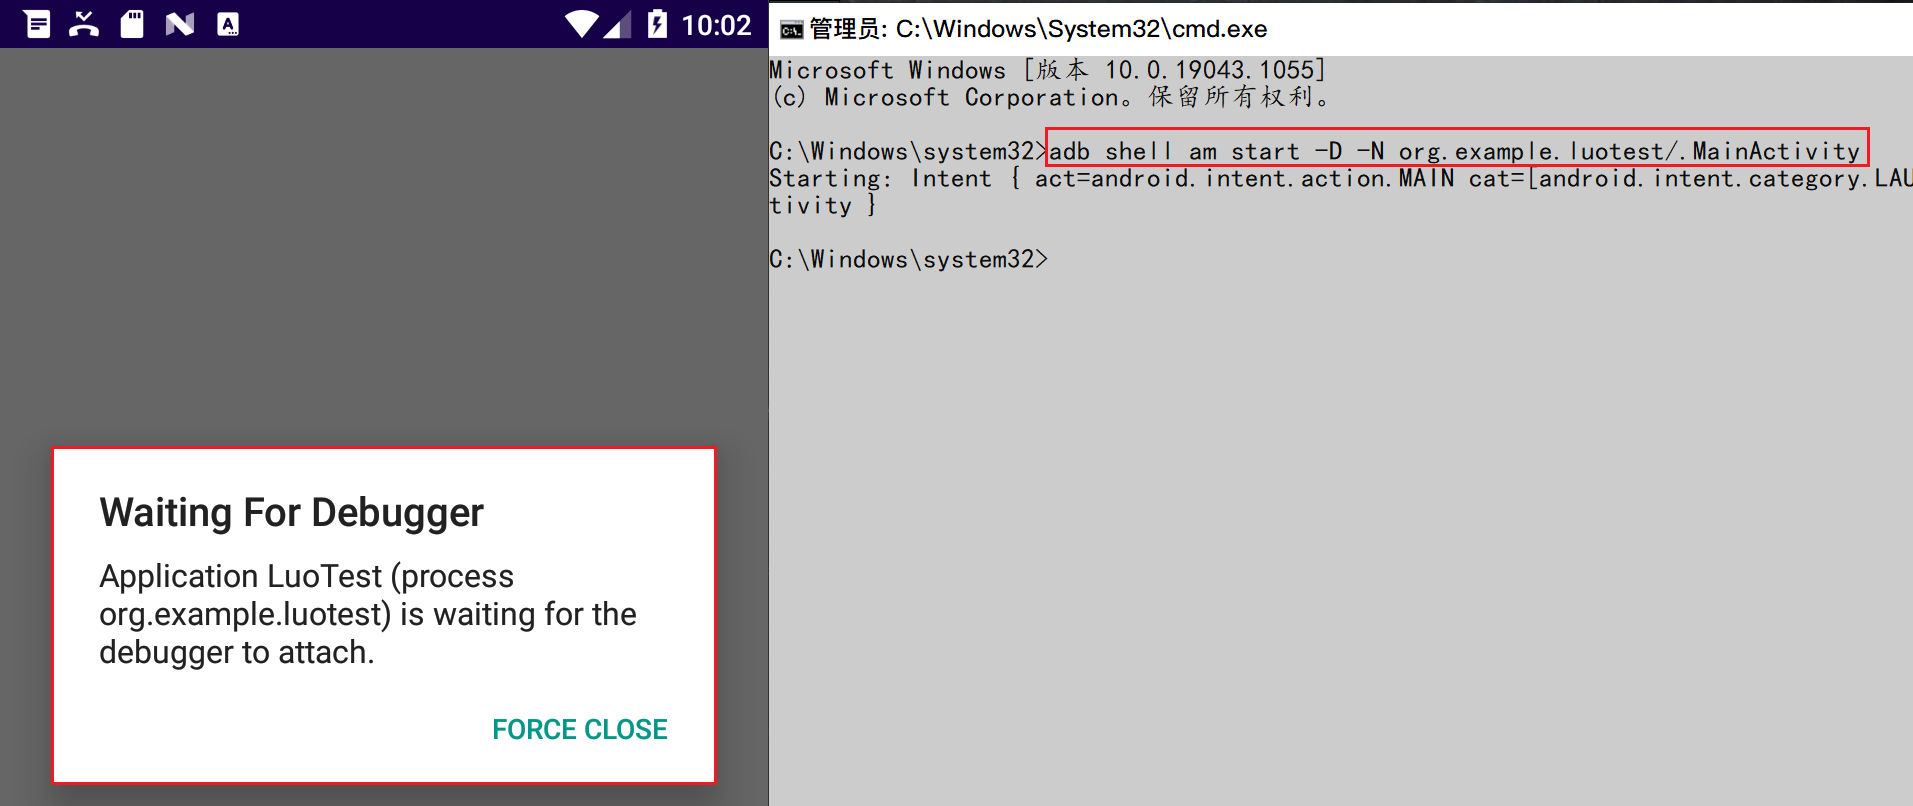 10:02
Waiting For Debugger
Application LuoTest (process
org.example.luotest) is waiting for the
debugger to attach.
FORCE CLOSE
管理员: C:\Windows\System32\cmd.exe
Microsoft Windows [版本 10.0.19043.1055]
(c) Microsoft Corporation。保留所有权利。
C:\Windows\system32>adb shell am start -D -N org.example.luotest/.MainActivity
Starting: Intent { act=android.intent.action.MAIN cat=[android.intent.category.LAU
tivity }
C:\Windows\system32>